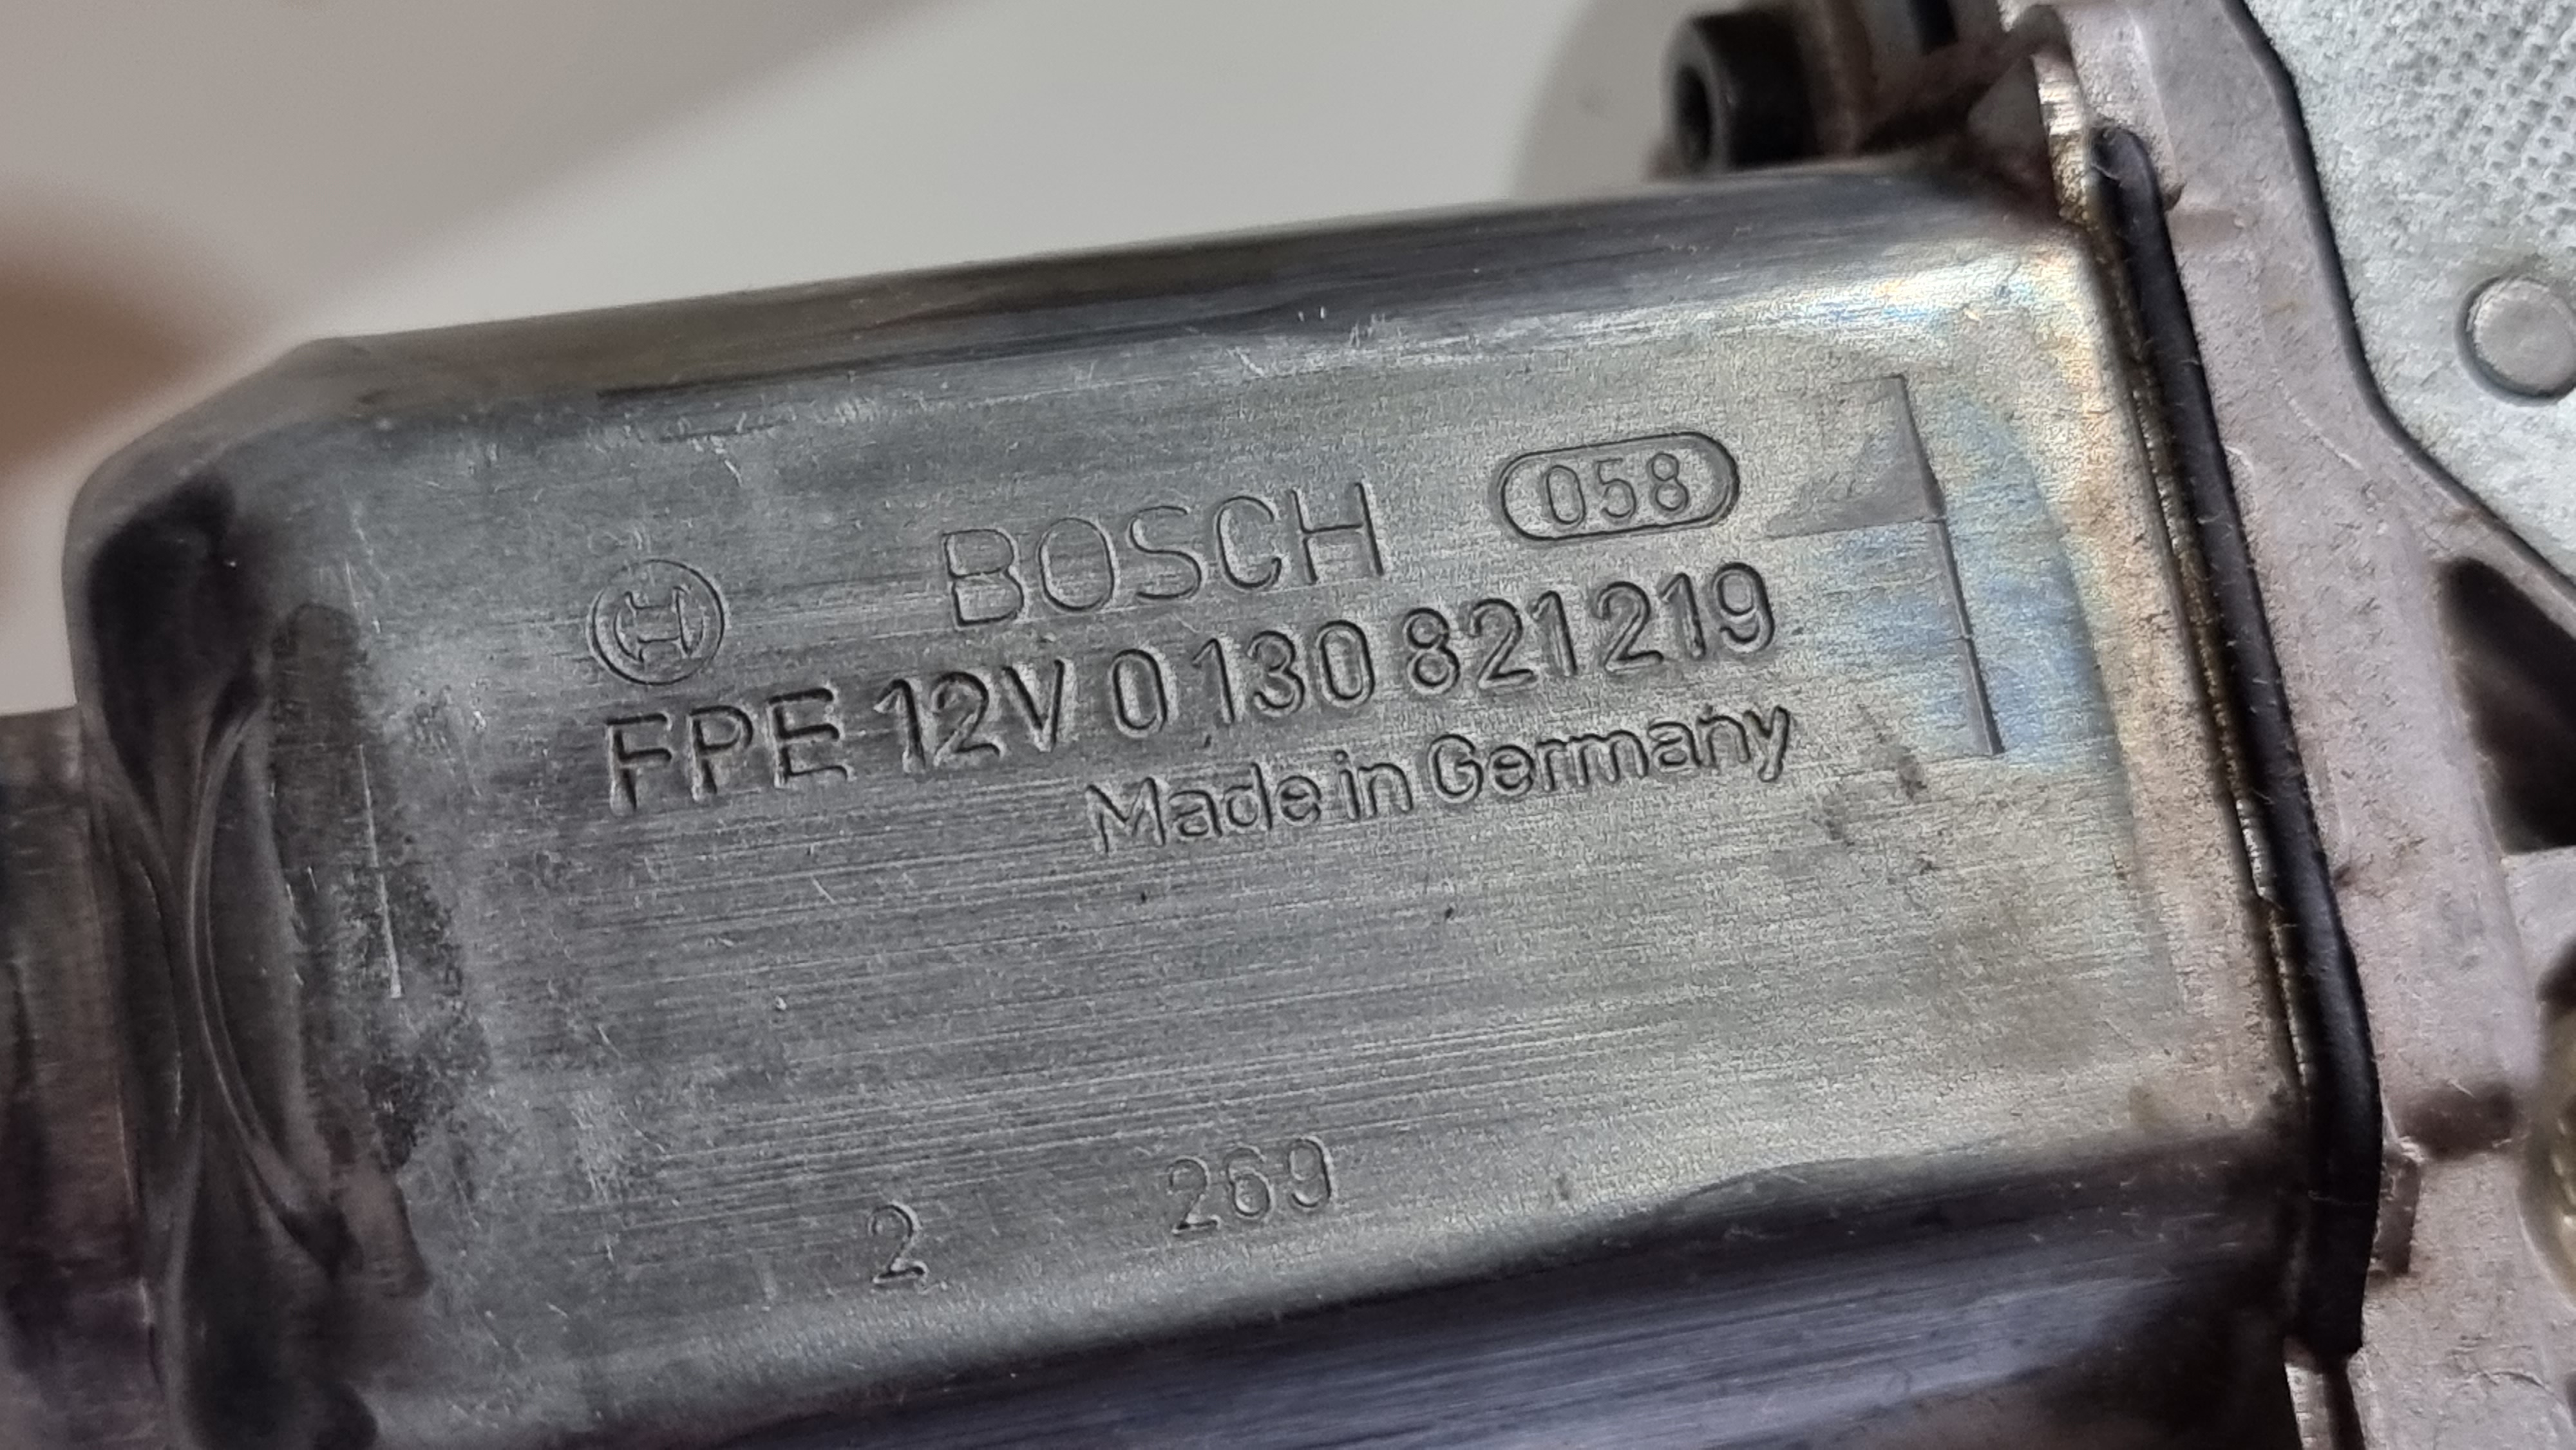 BOSCH 058
FPE 12V 0 130 821 219
Made in Germany
2 269